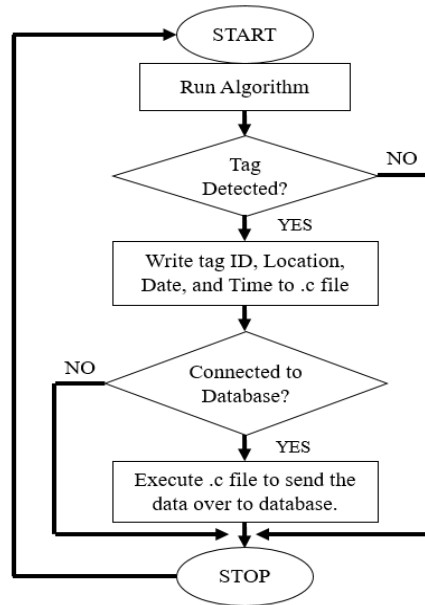 START
Run Algorithm
Tag
Detected?
NO
YES
Write tag ID, Location,
Date, and Time to .c file
NO
Connected to
Database?
YES
Execute .c file to send the
data over to database.
STOP